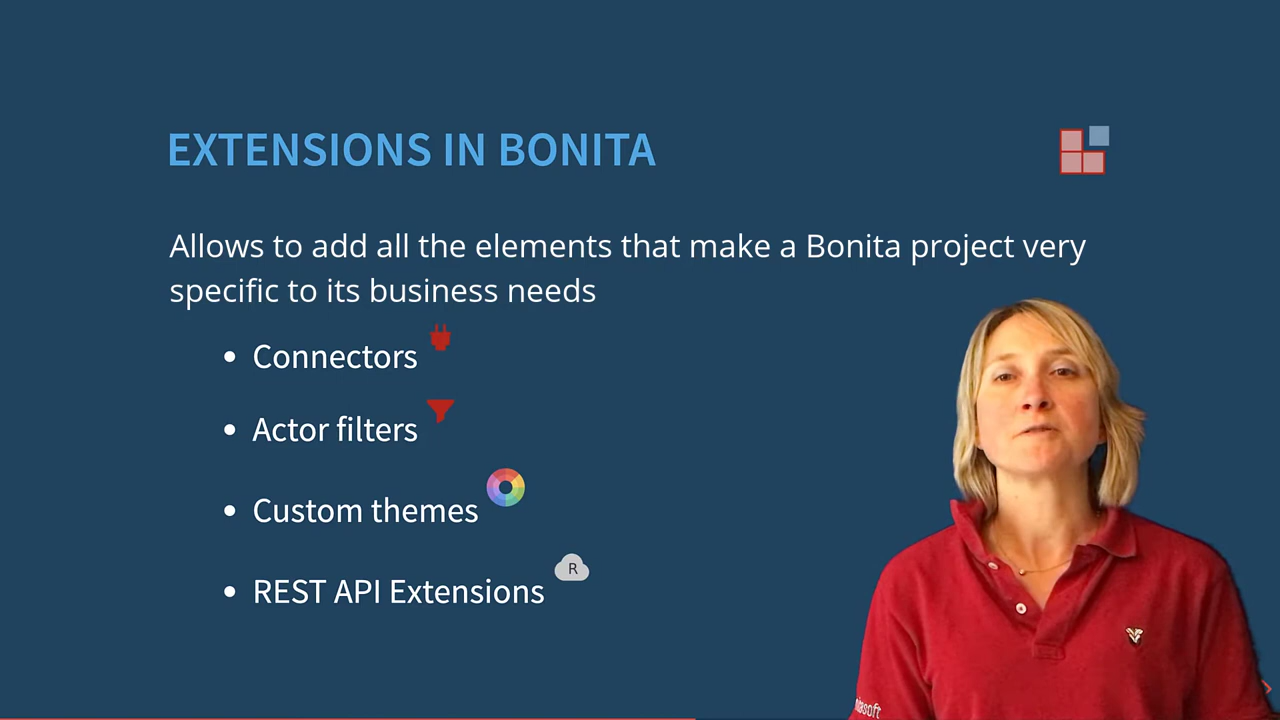 EXTENSIONS IN BONITA
Allows to add all the elements that make a Bonita project very
specific to its business needs
• Connectors
• Actor filters
• Custom themes
R
• REST API Extensions